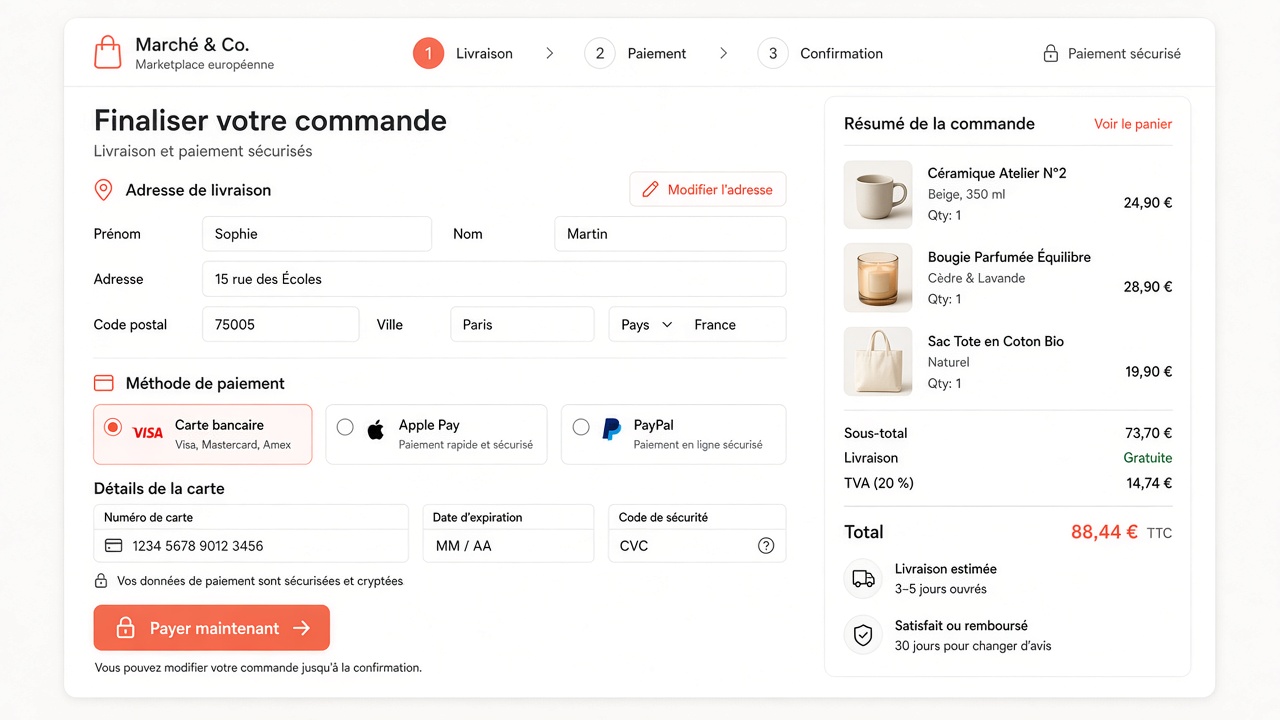 Marché & Co.
Marketplace européenne
1 Livraison
2 Paiement
3 Confirmation
Paiement sécurisé
Finaliser votre commande
Livraison et paiement sécurisés
Adresse de livraison
Modifier l'adresse
Prénom
Sophie
Nom
Martin
Adresse
15 rue des Écoles
Code postal
75005
Ville
Paris
Pays
France
Méthode de paiement
VISA
Carte bancaire
Visa, Mastercard, Amex
Apple Pay
Paiement rapide et sécurisé
PayPal
Paiement en ligne sécurisé
Détails de la carte
Numéro de carte
1234 5678 9012 3456
Date d'expiration
MM / AA
Code de sécurité
CVC
?
Vos données de paiement sont sécurisées et cryptées
Payer maintenant
Vous pouvez modifier votre commande jusqu'à la confirmation.
Résumé de la commande
Voir le panier
Céramique Atelier N°2
Beige, 350 ml
Qty: 1
24,90 €
Bougie Parfumée Équilibre
Cèdre & Lavande
Qty: 1
28,90 €
Sac Tote en Coton Bio
Naturel
Qty: 1
19,90 €
Sous-total 73,70 €
Livraison Gratuite
TVA (20 %) 14,74 €
Total 88,44 € TTC
Livraison estimée
3–5 jours ouvrés
Satisfait ou remboursé
30 jours pour changer d'avis